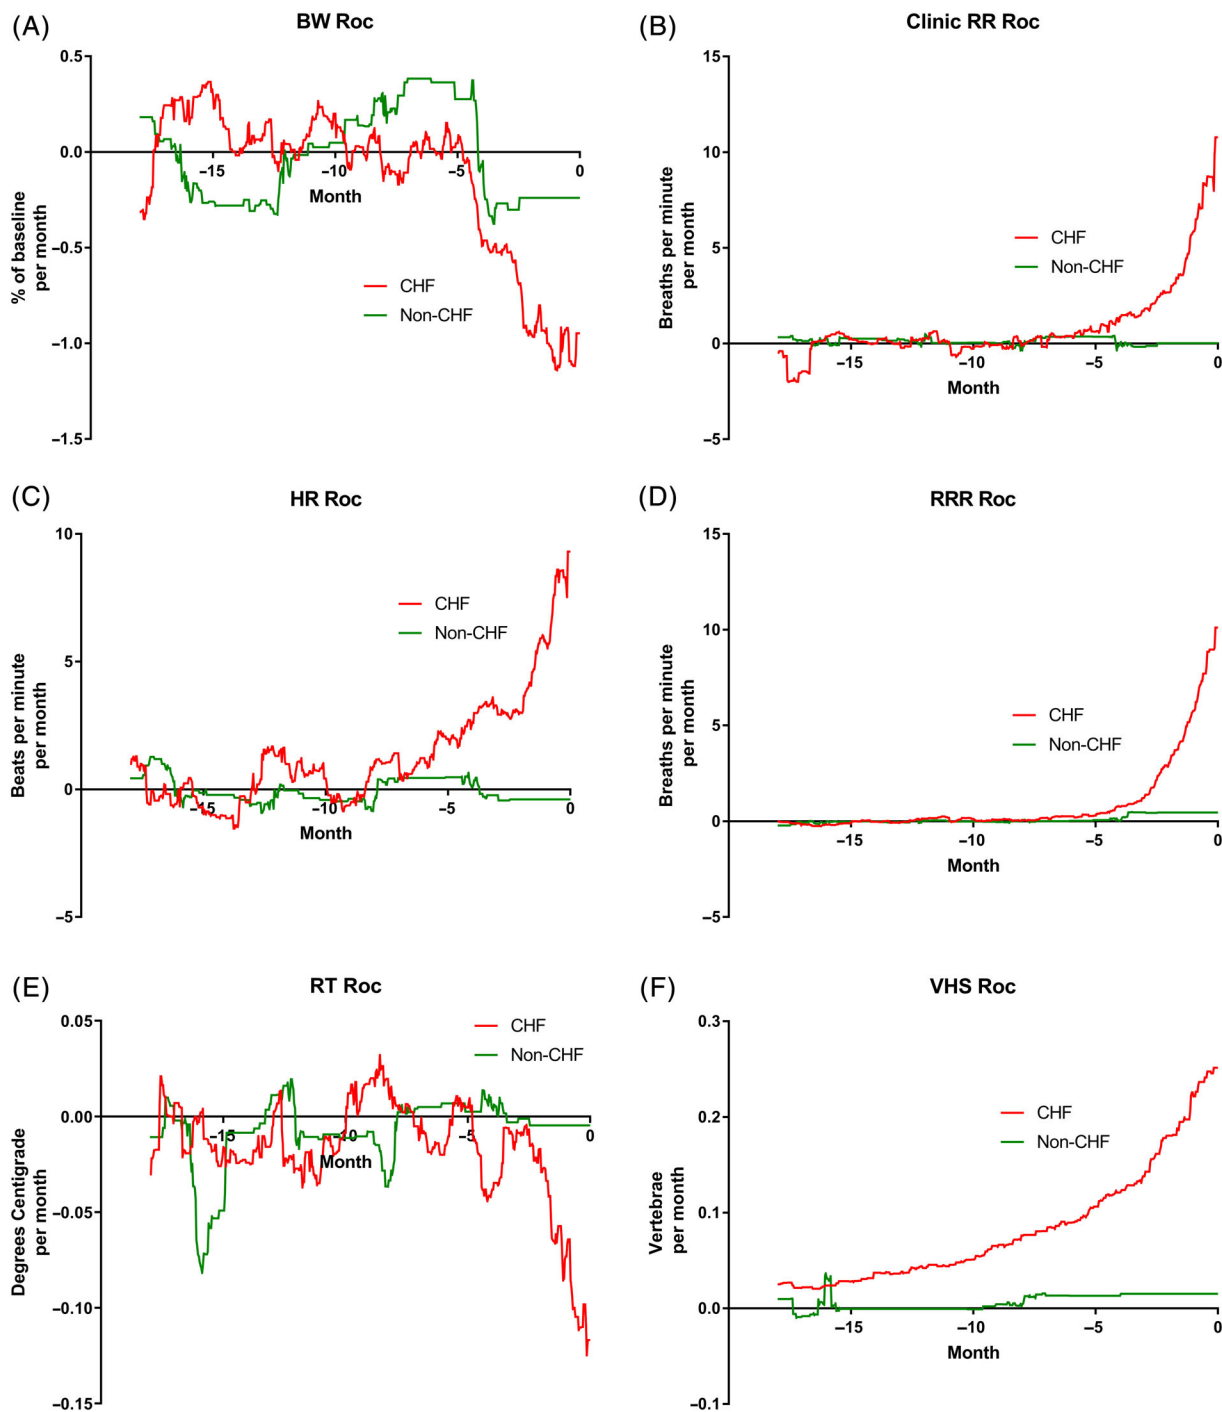 (A)
BW Roc
0.5
0.0
–0.5
–1.0
–1.5
–15
–10
–5
0
Month
% of baseline
per month
CHF
Non-CHF
(B)
Clinic RR Roc
15
10
5
0
–5
–15
–10
–5
0
Month
Breaths per minute
per month
CHF
Non-CHF
(C)
HR Roc
10
5
0
–5
–15
–10
–5
0
Month
Beats per minute
per month
CHF
Non-CHF
(D)
RRR Roc
15
10
5
0
–5
–15
–10
–5
0
Month
Breaths per minute
per month
CHF
Non-CHF
(E)
RT Roc
0.05
0.00
–0.05
–0.10
–0.15
–15
–10
–5
0
Month
Degrees Centigrade
per month
CHF
Non-CHF
(F)
VHS Roc
0.3
0.2
0.1
0.0
–0.1
–15
–10
–5
0
Month
Vertebrae
per month
CHF
Non-CHF